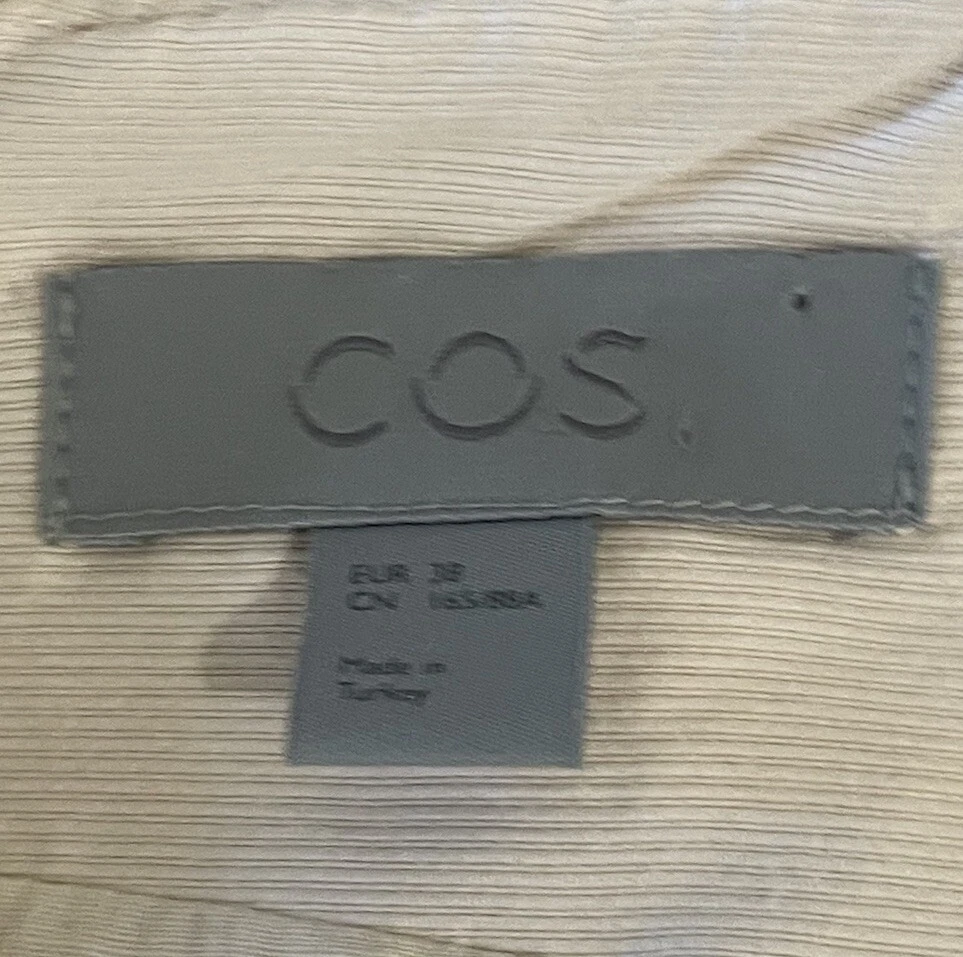 COS
EUR 38
CN 165/88A
Made in
Turkey